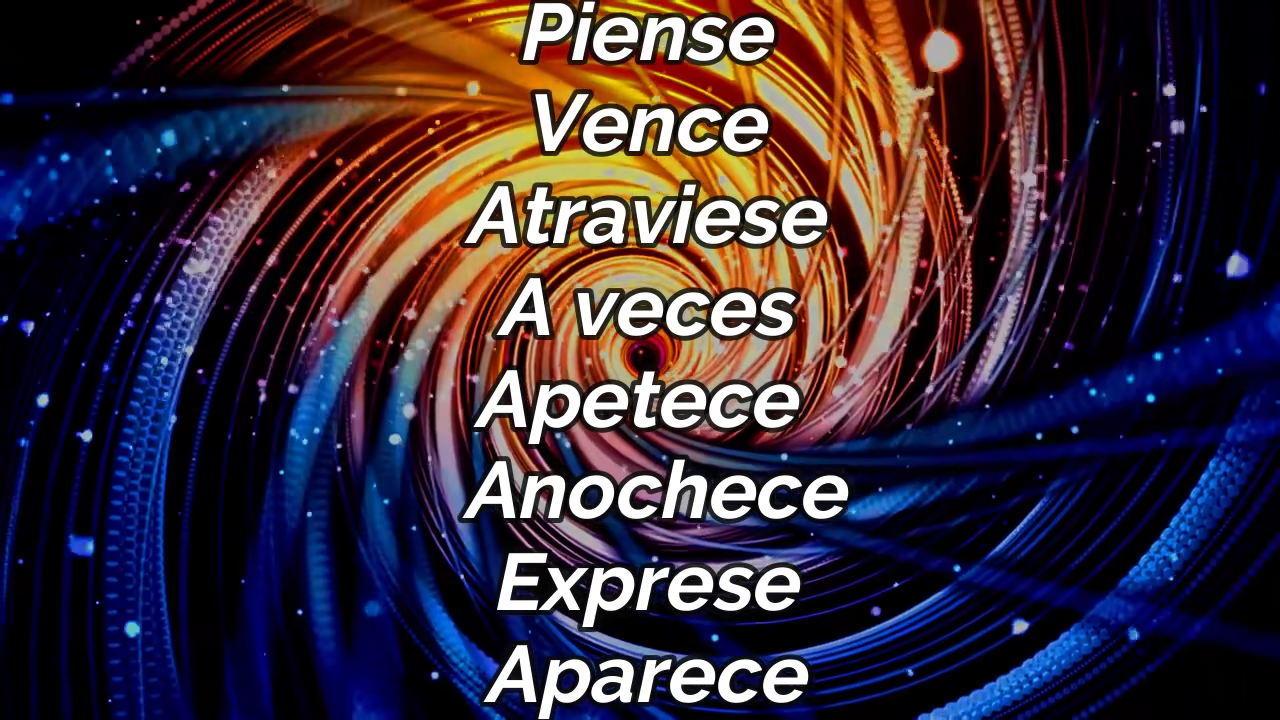 Piense
Vence
Atraviese
A veces
Apetece
Anochece
Exprese
Aparece